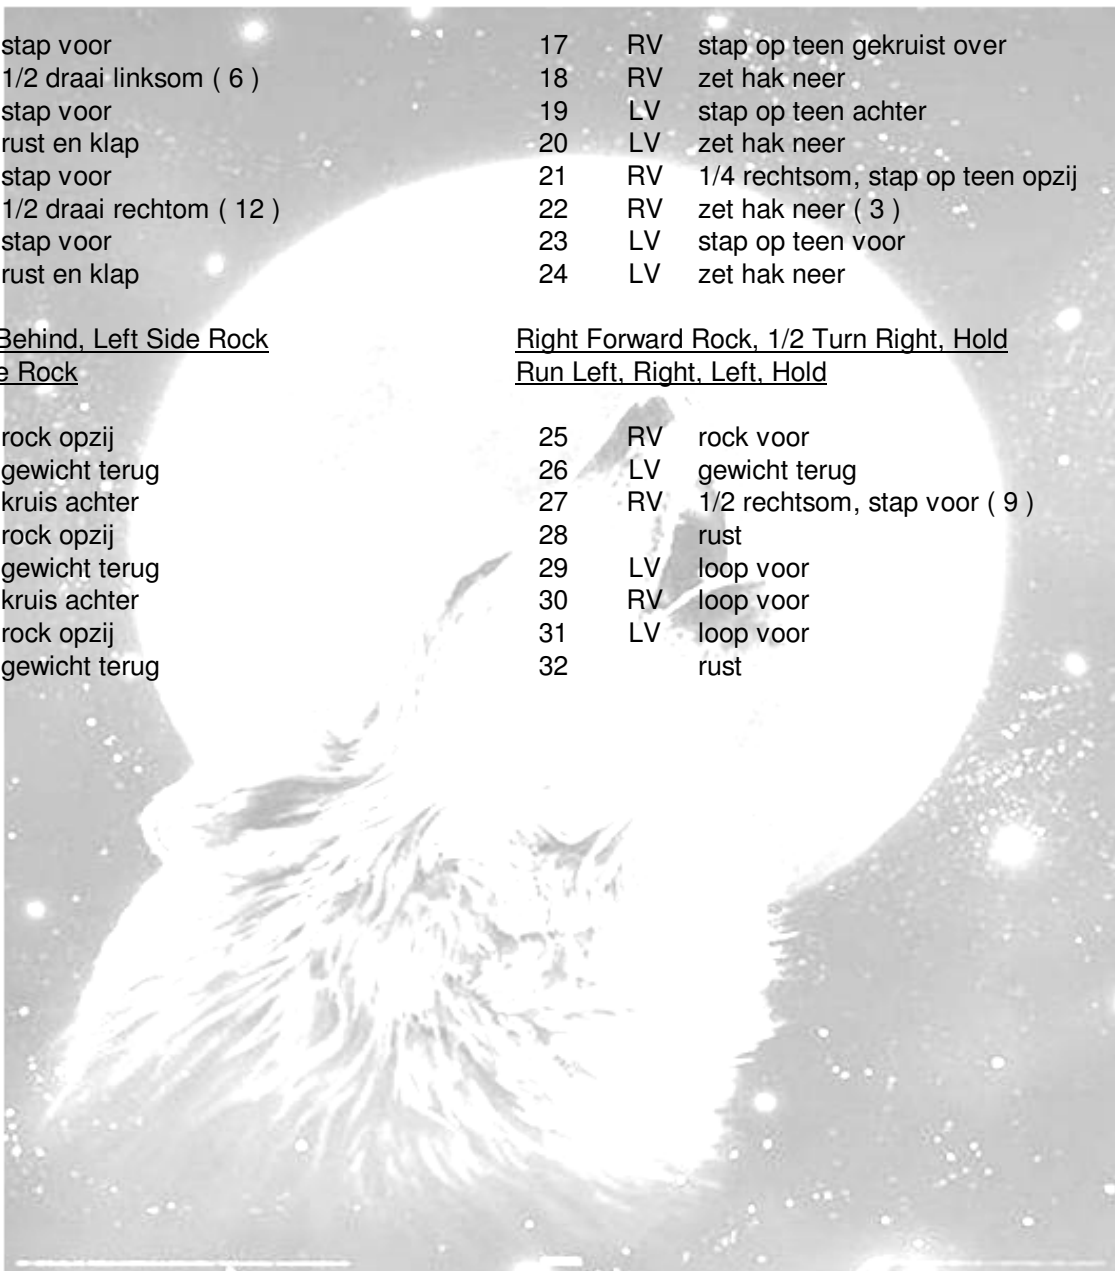 stap voor
1/2 draai linksom ( 6 )
stap voor
rust en klap
stap voor
1/2 draai rechtom ( 12 )
stap voor
rust en klap
Behind, Left Side Rock
Rock
rock opzij
gewicht terug
kruis achter
rock opzij
gewicht terug
kruis achter
rock opzij
gewicht terug
17 RV stap op teen gekruist over
18 RV zet hak neer
19 LV stap op teen achter
20 LV zet hak neer
21 RV 1/4 rechtsom, stap op teen opzij
22 RV zet hak neer ( 3 )
23 LV stap op teen voor
24 LV zet hak neer
Right Forward Rock, 1/2 Turn Right, Hold
Run Left, Right, Left, Hold
25 RV rock voor
26 LV gewicht terug
27 RV 1/2 rechtsom, stap voor ( 9 )
28 rust
29 LV loop voor
30 RV loop voor
31 LV loop voor
32 rust